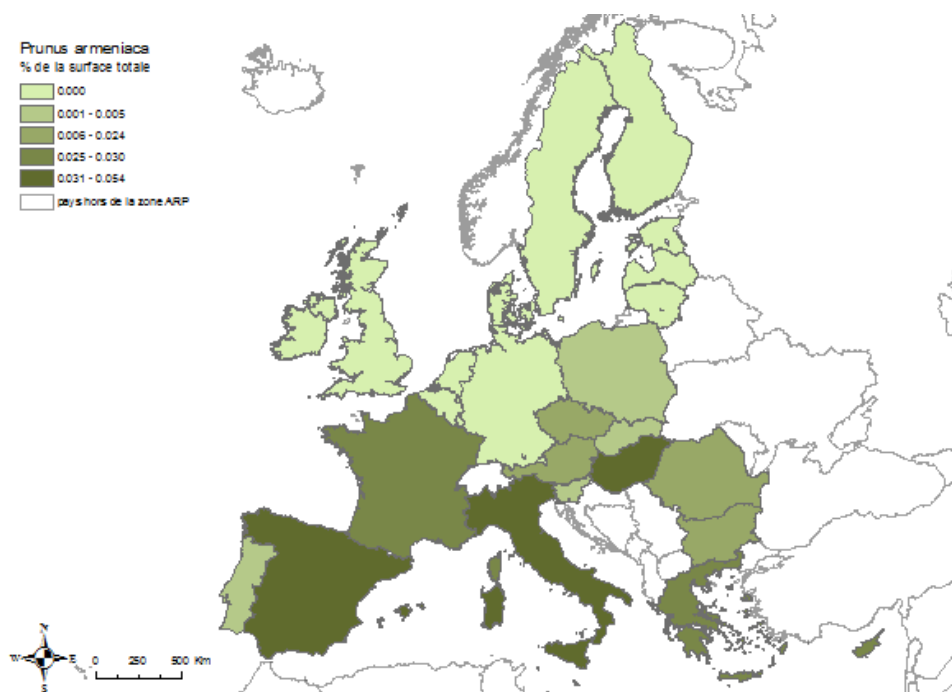 Prunus armeniaca
% de la surface totale
0.000
0.001 - 0.005
0.006 - 0.024
0.025 - 0.030
0.031 - 0.054
pays hors de la zone ARP
N
W E
S
0 250 500 Km